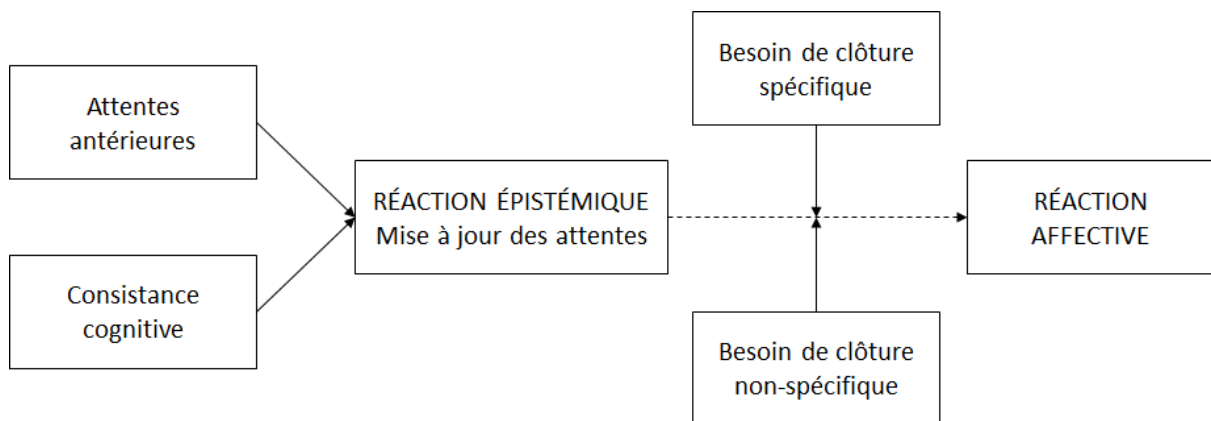 Attentes
antérieures
Consistance
cognitive
RÉACTION ÉPISTÉMIQUE
Mise à jour des attentes
Besoin de clôture
spécifique
Besoin de clôture
non-spécifique
RÉACTION
AFFECTIVE